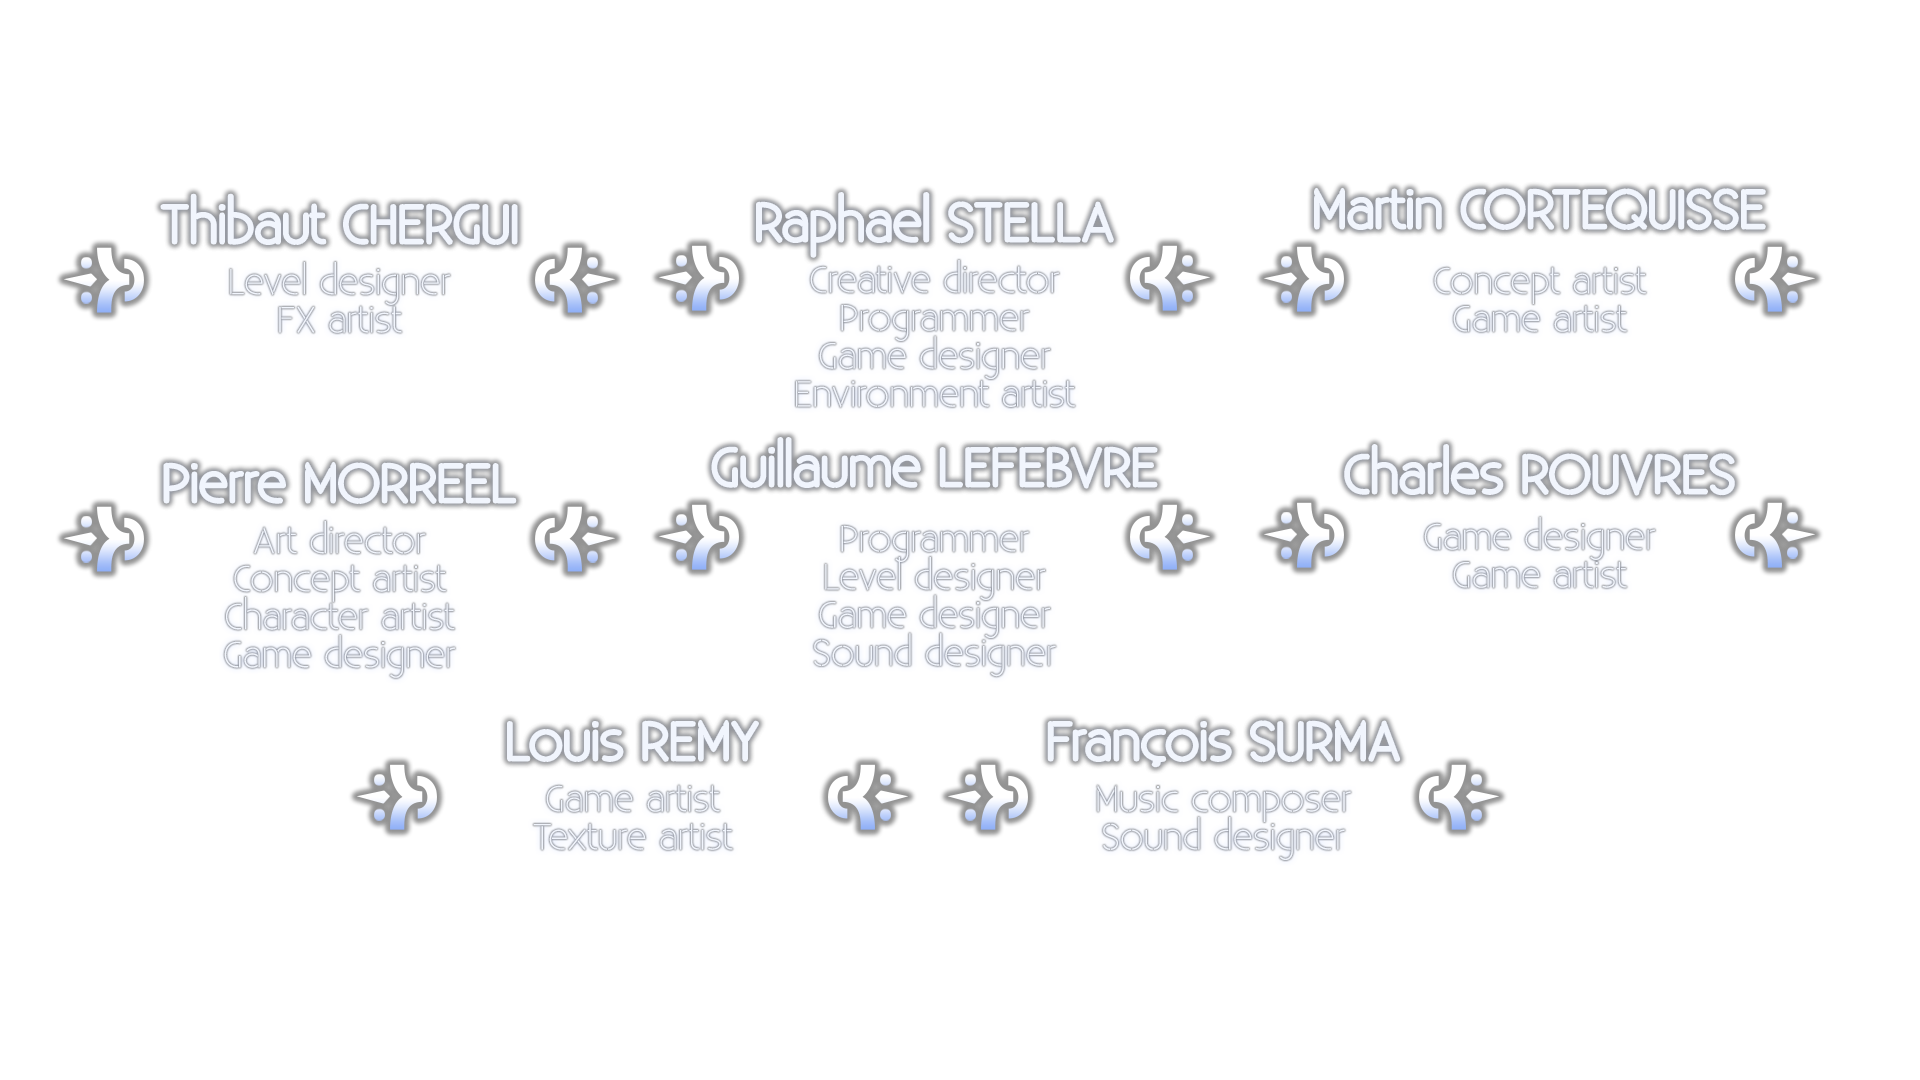 Thibaut CHERGUI
Level designer
FX artist
Raphael STELLA
Creative director
Programmer
Game designer
Environment artist
Martin CORTEQUISSE
Concept artist
Game artist
Pierre MORREEL
Art director
Concept artist
Character artist
Game designer
Guillaume LEFEBVRE
Programmer
Level designer
Game designer
Sound designer
Charles ROUVRES
Game designer
Game artist
Louis REMY
Game artist
Texture artist
François SURMA
Music composer
Sound designer